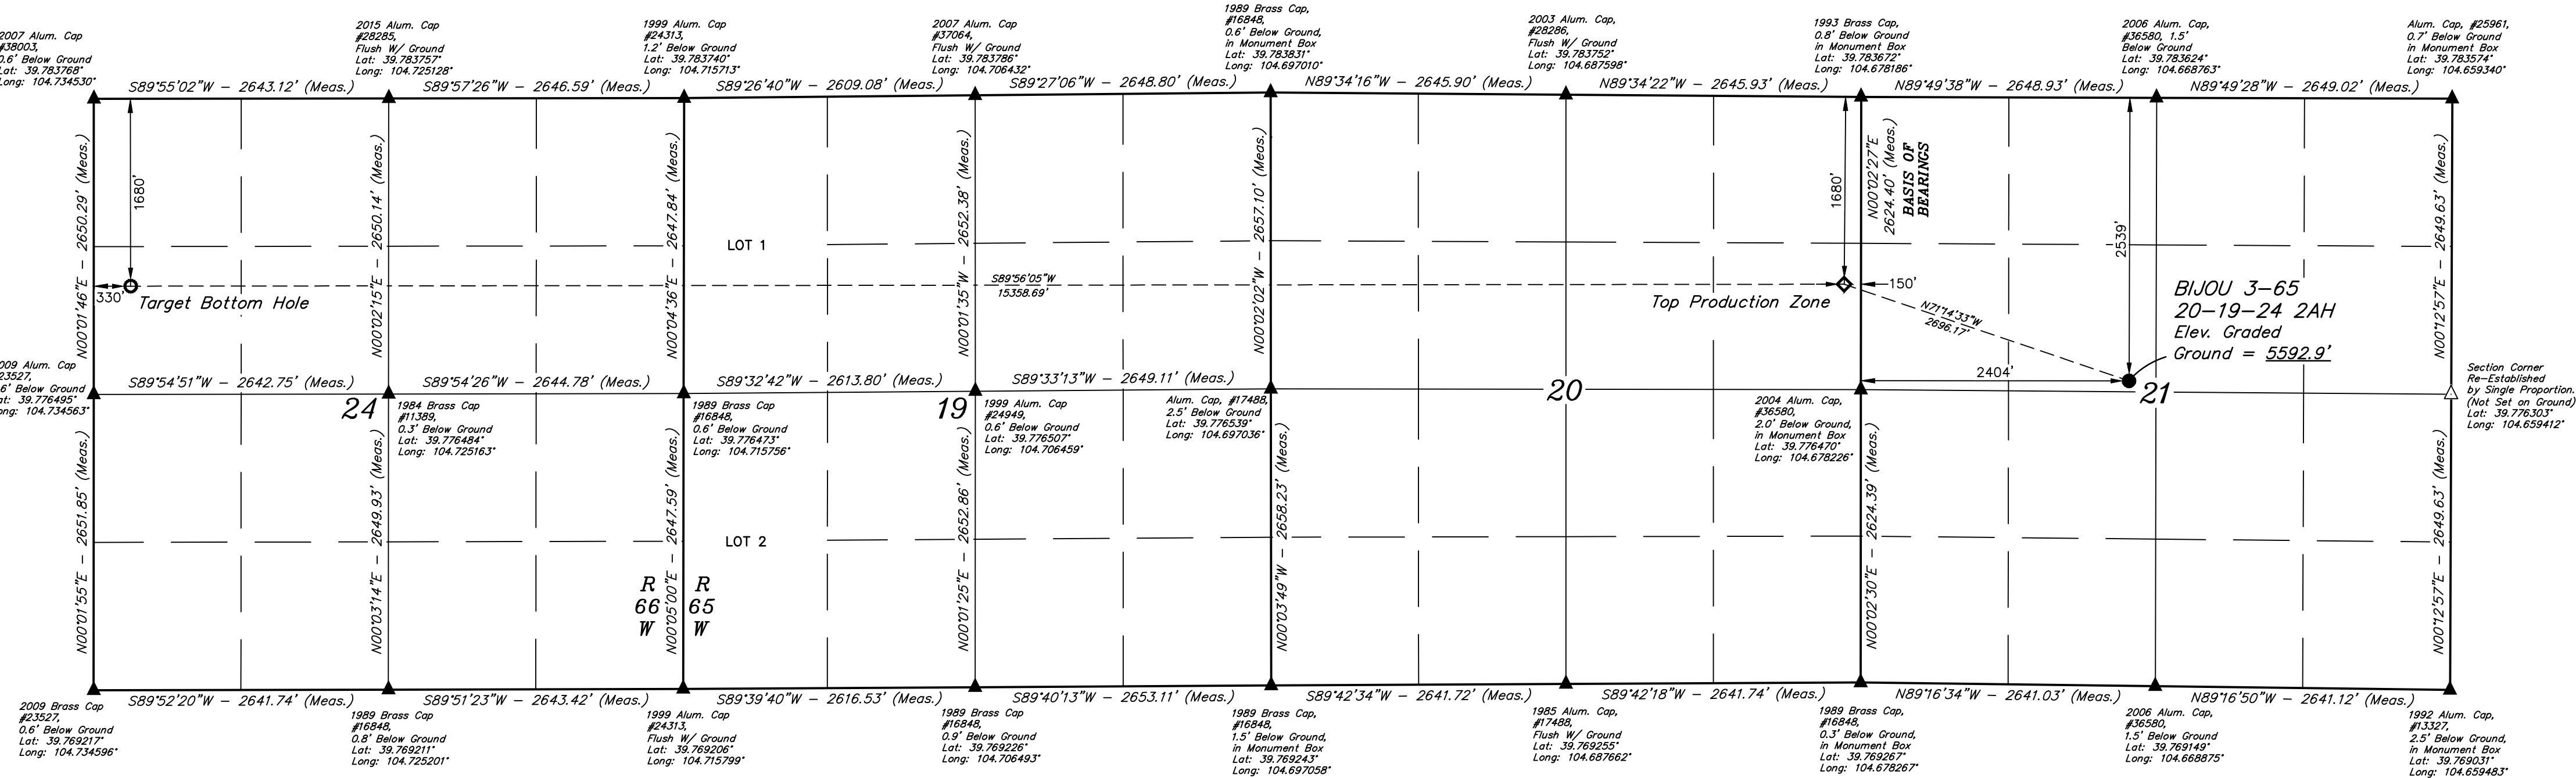 2007 Alum. Cap
#38003,
0.6' Below Ground
Lat: 39.783768°
Long: 104.734530°
2015 Alum. Cap
#28285,
Flush W/ Ground
Lat: 39.783757°
Long: 104.725128°
1999 Alum. Cap
#24313,
1.2' Below Ground
Lat: 39.783740°
Long: 104.715713°
2007 Alum. Cap
#37064,
Flush W/ Ground
Lat: 39.783786°
Long: 104.706432°
1989 Brass Cap,
#16848,
0.6' Below Ground,
in Monument Box
Lat: 39.783831°
Long: 104.697010°
2003 Alum. Cap,
#28286,
Flush W/ Ground
Lat: 39.783752°
Long: 104.687598°
1993 Brass Cap,
0.8' Below Ground
in Monument Box
Lat: 39.783672°
Long: 104.678186°
2006 Alum. Cap,
#36580, 1.5'
Below Ground
Lat: 39.783624°
Long: 104.668763°
Alum. Cap, #25961,
0.7' Below Ground
in Monument Box
Lat: 39.783574°
Long: 104.659340°
S89°55'02"W - 2643.12' (Meas.)
S89°57'26"W - 2646.59' (Meas.)
S89°26'40"W - 2609.08' (Meas.)
S89°27'06"W - 2648.80' (Meas.)
N89°34'16"W - 2645.90' (Meas.)
N89°34'22"W - 2645.93' (Meas.)
N89°49'38"W - 2648.93' (Meas.)
N89°49'28"W - 2649.02' (Meas.)
N00°01'46"E - 2650.29' (Meas.)
1680'
N00°02'15"E - 2650.14' (Meas.)
N00°04'36"E - 2647.84' (Meas.)
LOT 1
N00°01'35"W - 2652.38' (Meas.)
N00°02'02"W - 2657.10' (Meas.)
1680'
N00°02'27"E
2624.40' (Meas.)
BASIS OF
BEARINGS
2539'
N00°12'57"E - 2649.63' (Meas.)
330'
Target Bottom Hole
S89°56'05"W
15358.69'
Top Production Zone
150'
N71°14'33"W
2696.17'
BIJOU 3-65
20-19-24 2AH
Elev. Graded
Ground = 5592.9'
2404'
2009 Alum. Cap
#23527,
Below Ground
Lat: 39.776495°
Long: 104.734563°
S89°54'51"W - 2642.75' (Meas.)
S89°54'26"W - 2644.78' (Meas.)
S89°32'42"W - 2613.80' (Meas.)
S89°33'13"W - 2649.11' (Meas.)
24
19
20
21
1984 Brass Cap
#11389,
0.3' Below Ground
Lat: 39.776484°
Long: 104.725163°
1989 Brass Cap
#16848,
0.6' Below Ground
Lat: 39.776473°
Long: 104.715756°
1999 Alum. Cap
#24949,
0.6' Below Ground
Lat: 39.776507°
Long: 104.706459°
Alum. Cap, #17488,
2.5' Below Ground
Lat: 39.776539°
Long: 104.697036°
2004 Alum. Cap,
#36580,
2.0' Below Ground,
in Monument Box
Lat: 39.776470°
Long: 104.678226°
Section Corner
Re-Established
by Single Proportion.
(Not Set on Ground)
Lat: 39.776303°
Long: 104.659412°
N00°01'55"E - 2651.85' (Meas.)
N00°03'14"E - 2649.93' (Meas.)
R
66
W
N00°05'00"E - 2647.59' (Meas.)
R
65
W
LOT 2
N00°01'25"E - 2652.86' (Meas.)
N00°03'49"W - 2658.23' (Meas.)
N00°02'30"E - 2624.39' (Meas.)
N00°12'57"E - 2649.63' (Meas.)
S89°52'20"W - 2641.74' (Meas.)
S89°51'23"W - 2643.42' (Meas.)
S89°39'40"W - 2616.53' (Meas.)
S89°40'13"W - 2653.11' (Meas.)
S89°42'34"W - 2641.72' (Meas.)
S89°42'18"W - 2641.74' (Meas.)
N89°16'34"W - 2641.03' (Meas.)
N89°16'50"W - 2641.12' (Meas.)
2009 Brass Cap
#23527,
0.6' Below Ground
Lat: 39.769217°
Long: 104.734596°
1989 Brass Cap
#16848,
0.8' Below Ground
Lat: 39.769211°
Long: 104.725201°
1999 Alum. Cap
#24313,
Flush W/ Ground
Lat: 39.769206°
Long: 104.715799°
1989 Brass Cap
#16848,
0.9' Below Ground
Lat: 39.769226°
Long: 104.706493°
1989 Brass Cap,
#16848,
1.5' Below Ground,
in Monument Box
Lat: 39.769243°
Long: 104.697058°
1985 Alum. Cap,
#17488,
Flush W/ Ground
Lat: 39.769255°
Long: 104.687662°
1989 Brass Cap,
#16848,
0.3' Below Ground,
in Monument Box
Lat: 39.769267°
Long: 104.678267°
2006 Alum. Cap,
#36580,
1.5' Below Ground
Lat: 39.769149°
Long: 104.668875°
1992 Alum. Cap,
#13327,
2.5' Below Ground,
in Monument Box
Lat: 39.769031°
Long: 104.659483°